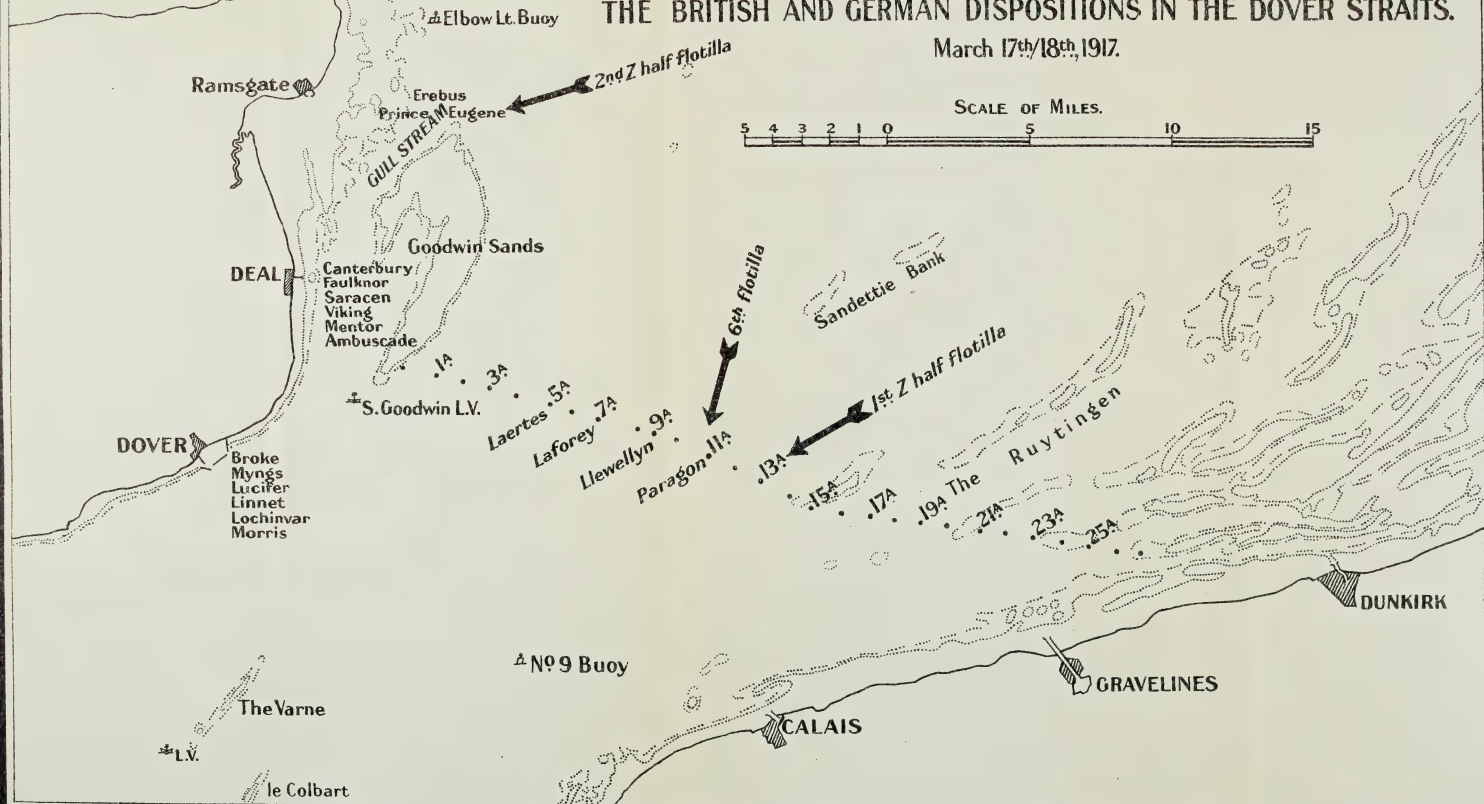 THE BRITISH AND GERMAN DISPOSITIONS IN THE DOVER STRAITS.
March 17th/18th, 1917.
Elbow Lt. Buoy
2nd Z half flotilla
Ramsgate
Erebus
Prince Eugene
GULL STREAM
SCALE OF MILES.
5 4 3 2 1 0 5 10 15
Goodwin Sands
DEAL
Canterbury
Faulknor
Saracen
Viking
Mentor
Ambuscade
6th flotilla
Sandettie Bank
1st Z half flotilla
S. Goodwin L.V.
1A
3A
Laertes 5A
Laforey 7A
Llewellyn 9A
Paragon 11A
13A
15A
17A
19A
21A
23A
25A
The Ruytingen
DOVER
Broke
Myngs
Lucifer
Linnet
Lochinvar
Morris
DUNKIRK
No 9 Buoy
GRAVELINES
The Varne
CALAIS
L.V.
le Colbart